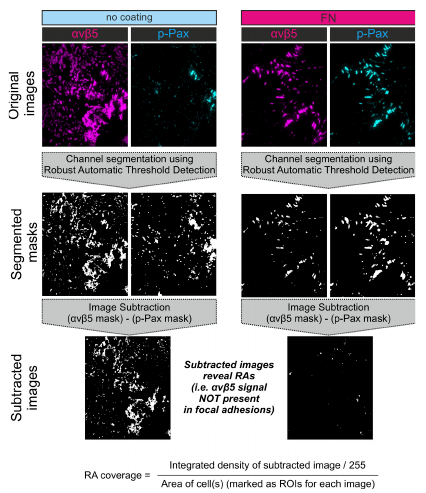 no coating
FN
αvβ5
p-Pax
αvβ5
p-Pax
Original
images
Channel segmentation using
Robust Automatic Threshold Detection
Channel segmentation using
Robust Automatic Threshold Detection
Segmented
masks
Image Subtraction
(αvβ5 mask) - (p-Pax mask)
Image Subtraction
(αvβ5 mask) - (p-Pax mask)
Subtracted
images
Subtracted images
reveal RAs
(i.e. αvβ5 signal
NOT present
in focal adhesions)
RA coverage = Integrated density of subtracted image / 255
Area of cell(s) (marked as ROIs for each image)